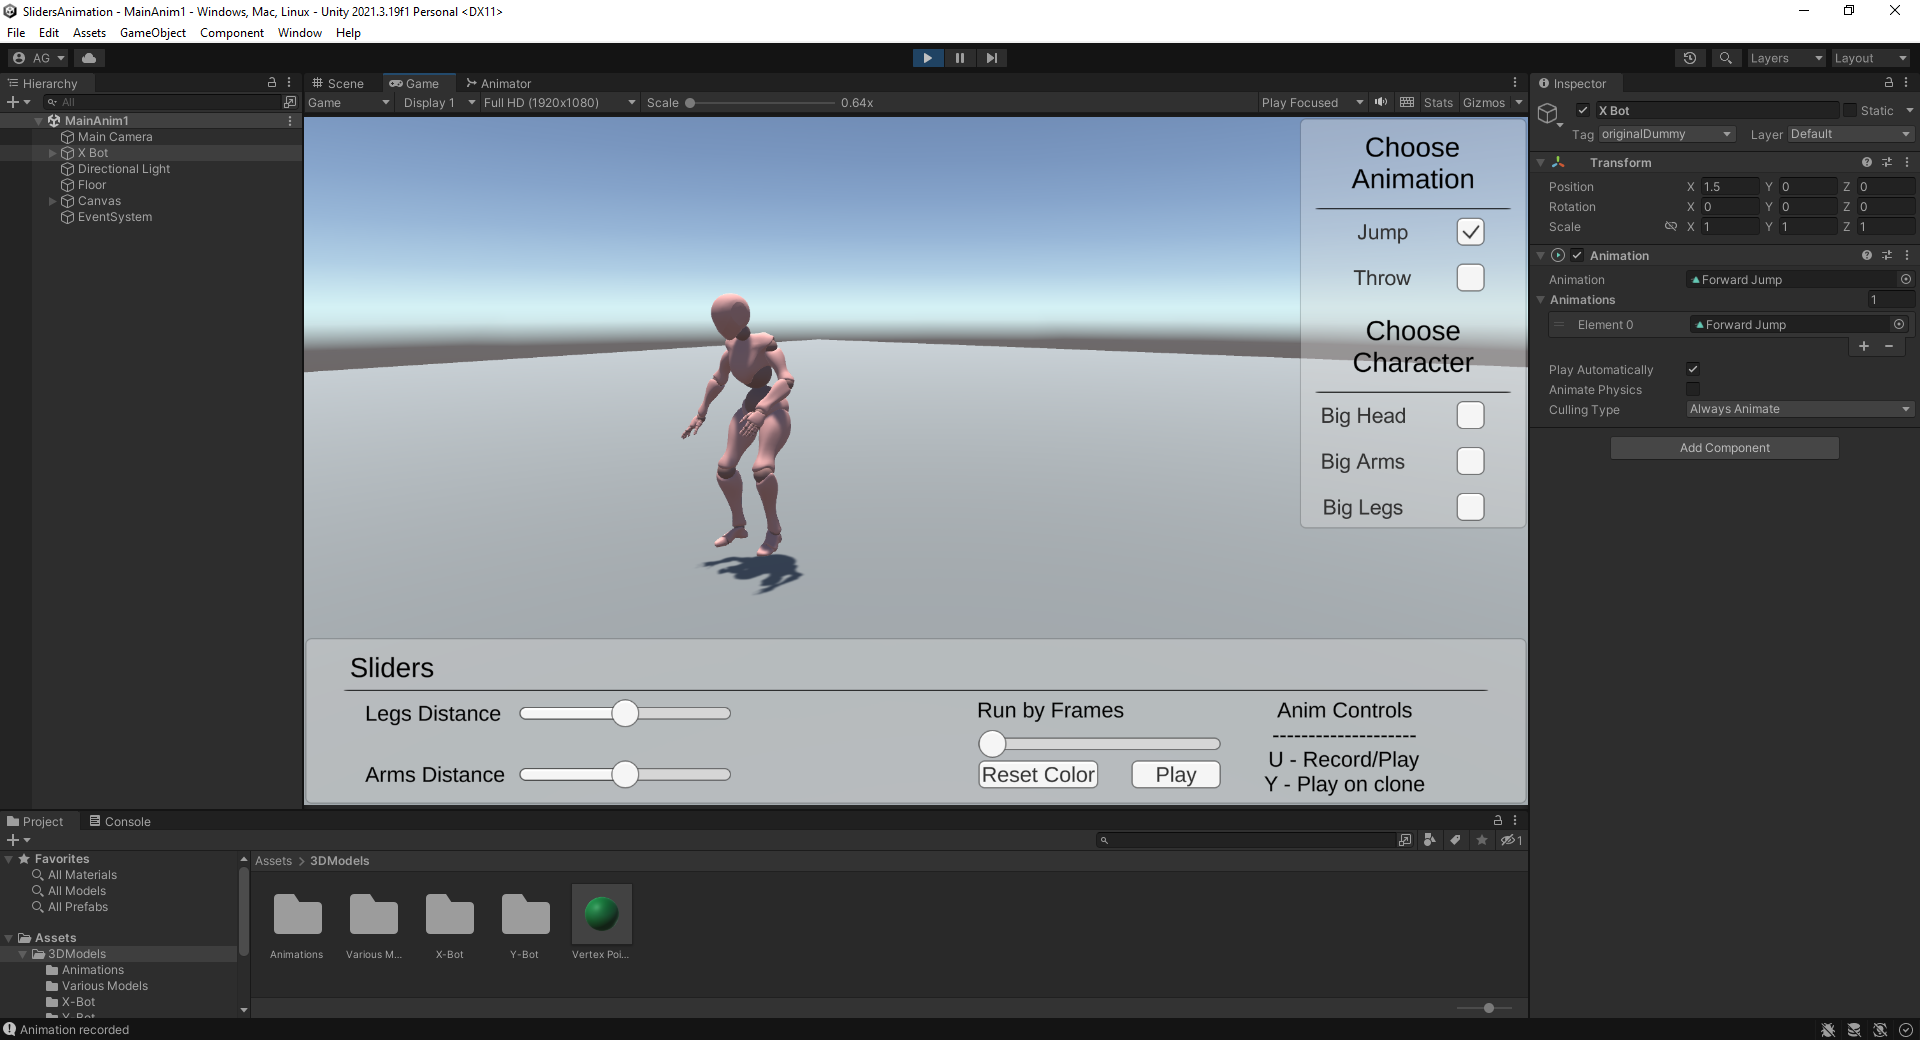 SlidersAnimation - MainAnim1 - Windows, Mac, Linux - Unity 2021.3.19f1 Personal <DX11>
File Edit Assets GameObject Component Window Help
AG
Layers Layout
Hierarchy
All
MainAnim1
Main Camera
X Bot
Directional Light
Floor
Canvas
EventSystem
Scene Game Animator
Game Display 1 Full HD (1920x1080) Scale 0.64x Play Focused Stats Gizmos
Choose
Animation
Jump
Throw
Choose
Character
Big Head
Big Arms
Big Legs
Sliders
Legs Distance
Arms Distance
Run by Frames
Reset Color Play
Anim Controls
--------------------
U - Record/Play
Y - Play on clone
Inspector
X Bot Static
Tag originalDummy Layer Default
Transform
Position X 1.5 Y 0 Z 0
Rotation X 0 Y 0 Z 0
Scale X 1 Y 1 Z 1
Animation
Animation Forward Jump
Animations 1
Element 0 Forward Jump
Play Automatically
Animate Physics
Culling Type Always Animate
Add Component
Project Console
1
Favorites
All Materials
All Models
All Prefabs
Assets
3DModels
Animations
Various Models
X-Bot
Y-Bot
Assets > 3DModels
Animations Various M... X-Bot Y-Bot Vertex Poi...
Animation recorded